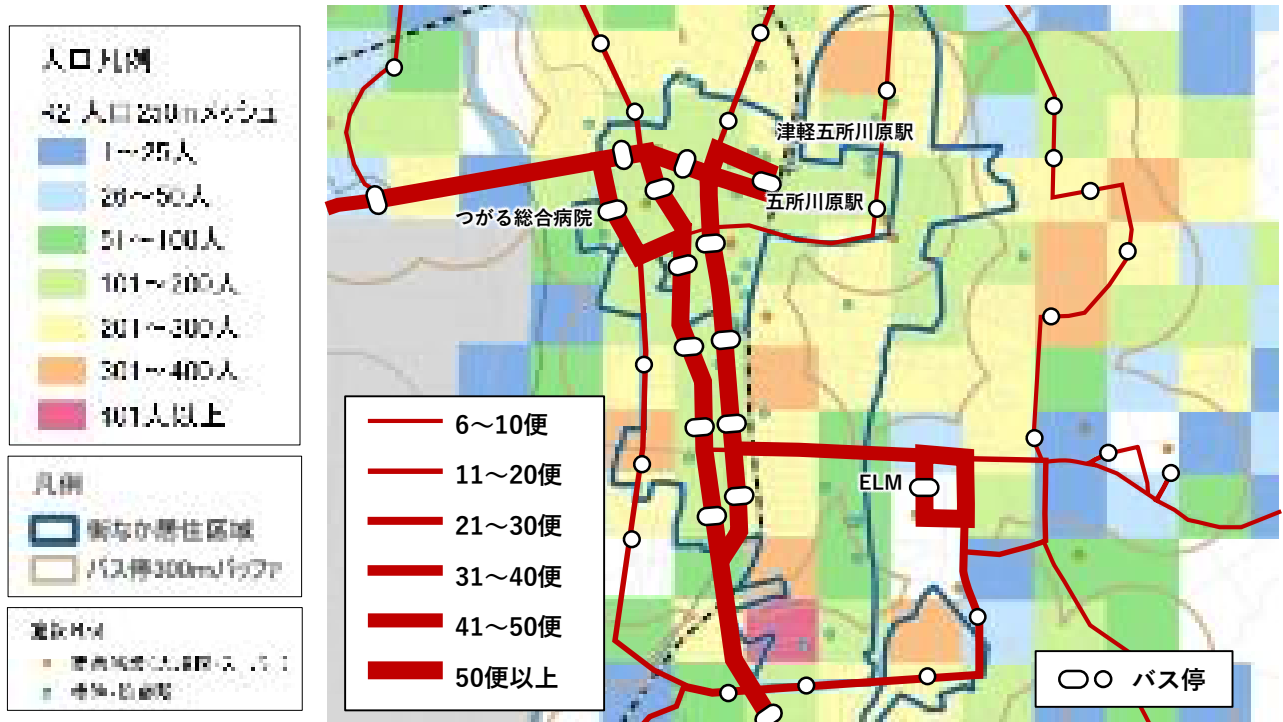 人口凡例
人口250mメッシュ
1～25人
26～50人
51～100人
101～200人
201～300人
301～400人
401人以上
凡例
街なか居住区域
バス停300mバッファ
津軽五所川原駅
五所川原駅
つがる総合病院
ELM
6～10便
11～20便
21～30便
31～40便
41～50便
50便以上
バス停